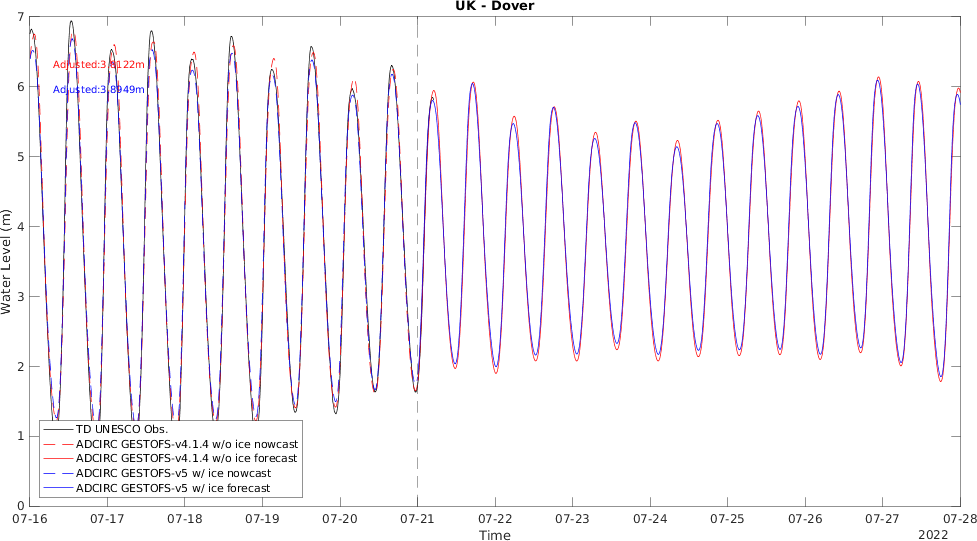 UK - Dover
7
6
5
4
3
2
1
0
Water Level (m)
Adjusted:3.8949m
TD UNESCO Obs.
ADCIRC GESTOFS-v4.1.4 w/o ice nowcast
ADCIRC GESTOFS-v4.1.4 w/o ice forecast
ADCIRC GESTOFS-v5 w/ ice nowcast
ADCIRC GESTOFS-v5 w/ ice forecast
07-16 07-17 07-18 07-19 07-20 07-21 07-22 07-23 07-24 07-25 07-26 07-27 07-28
Time
2022